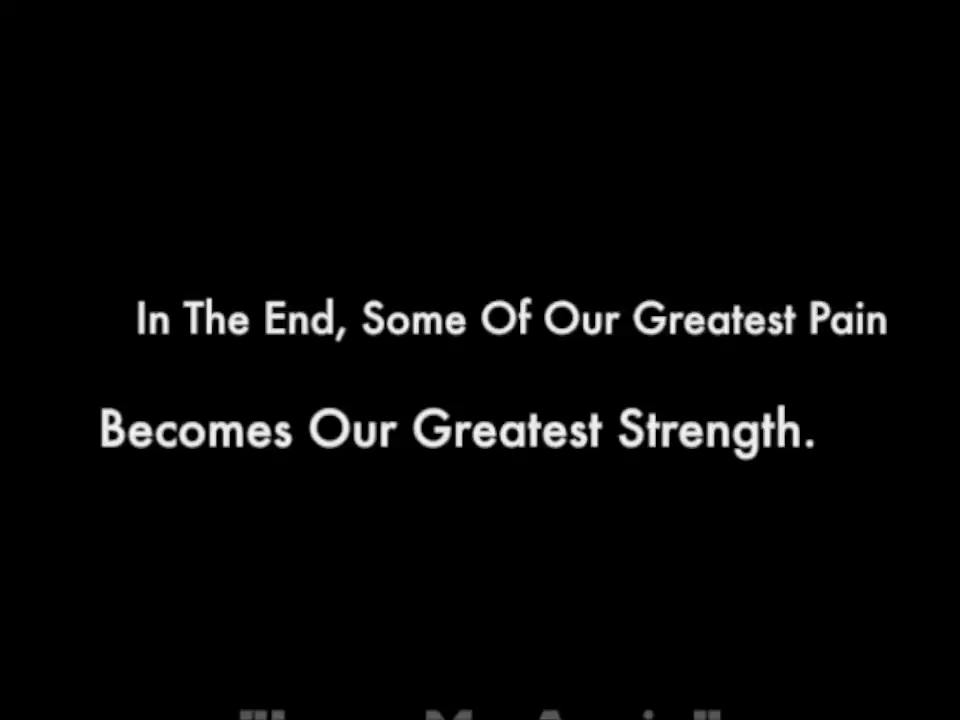 In The End, Some Of Our Greatest Pain
Becomes Our Greatest Strength.